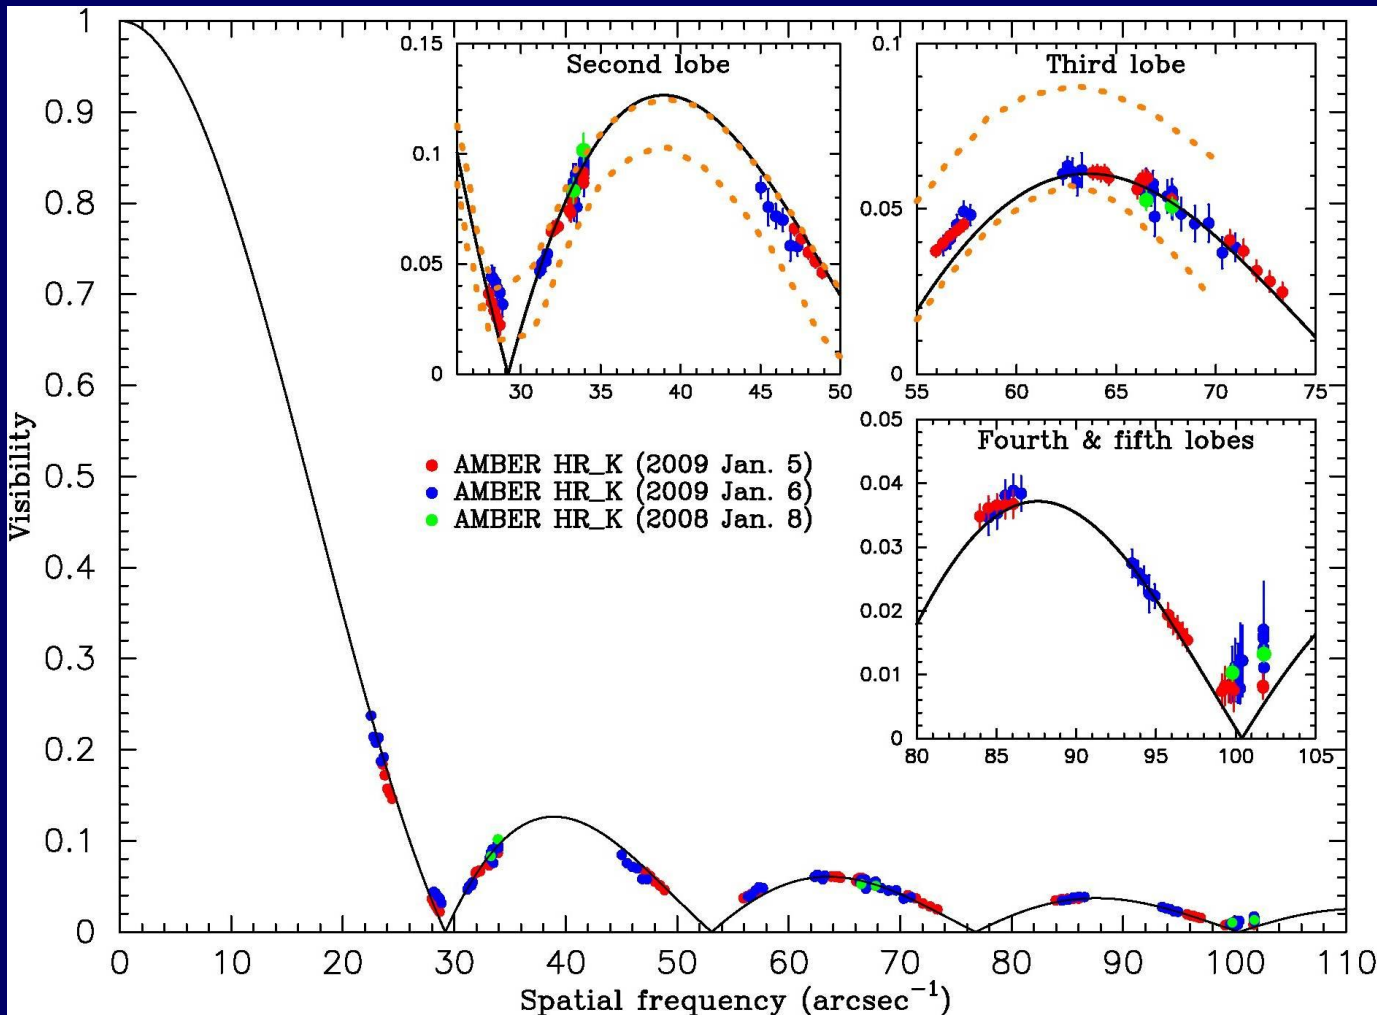 Second lobe
Third lobe
Fourth & fifth lobes
AMBER HR_K (2009 Jan. 5)
AMBER HR_K (2009 Jan. 6)
AMBER HR_K (2008 Jan. 8)
Visibility
1
0.9
0.8
0.7
0.6
0.5
0.4
0.3
0.2
0.1
0
0 10 20 30 40 50 60 70 80 90 100 110
Spatial frequency (arcsec⁻¹)
0.15
0.1
0.05
0
30 35 40 45 50
0.1
0.05
0
55 60 65 70 75
0.05
0.04
0.03
0.02
0.01
0
80 85 90 95 100 105